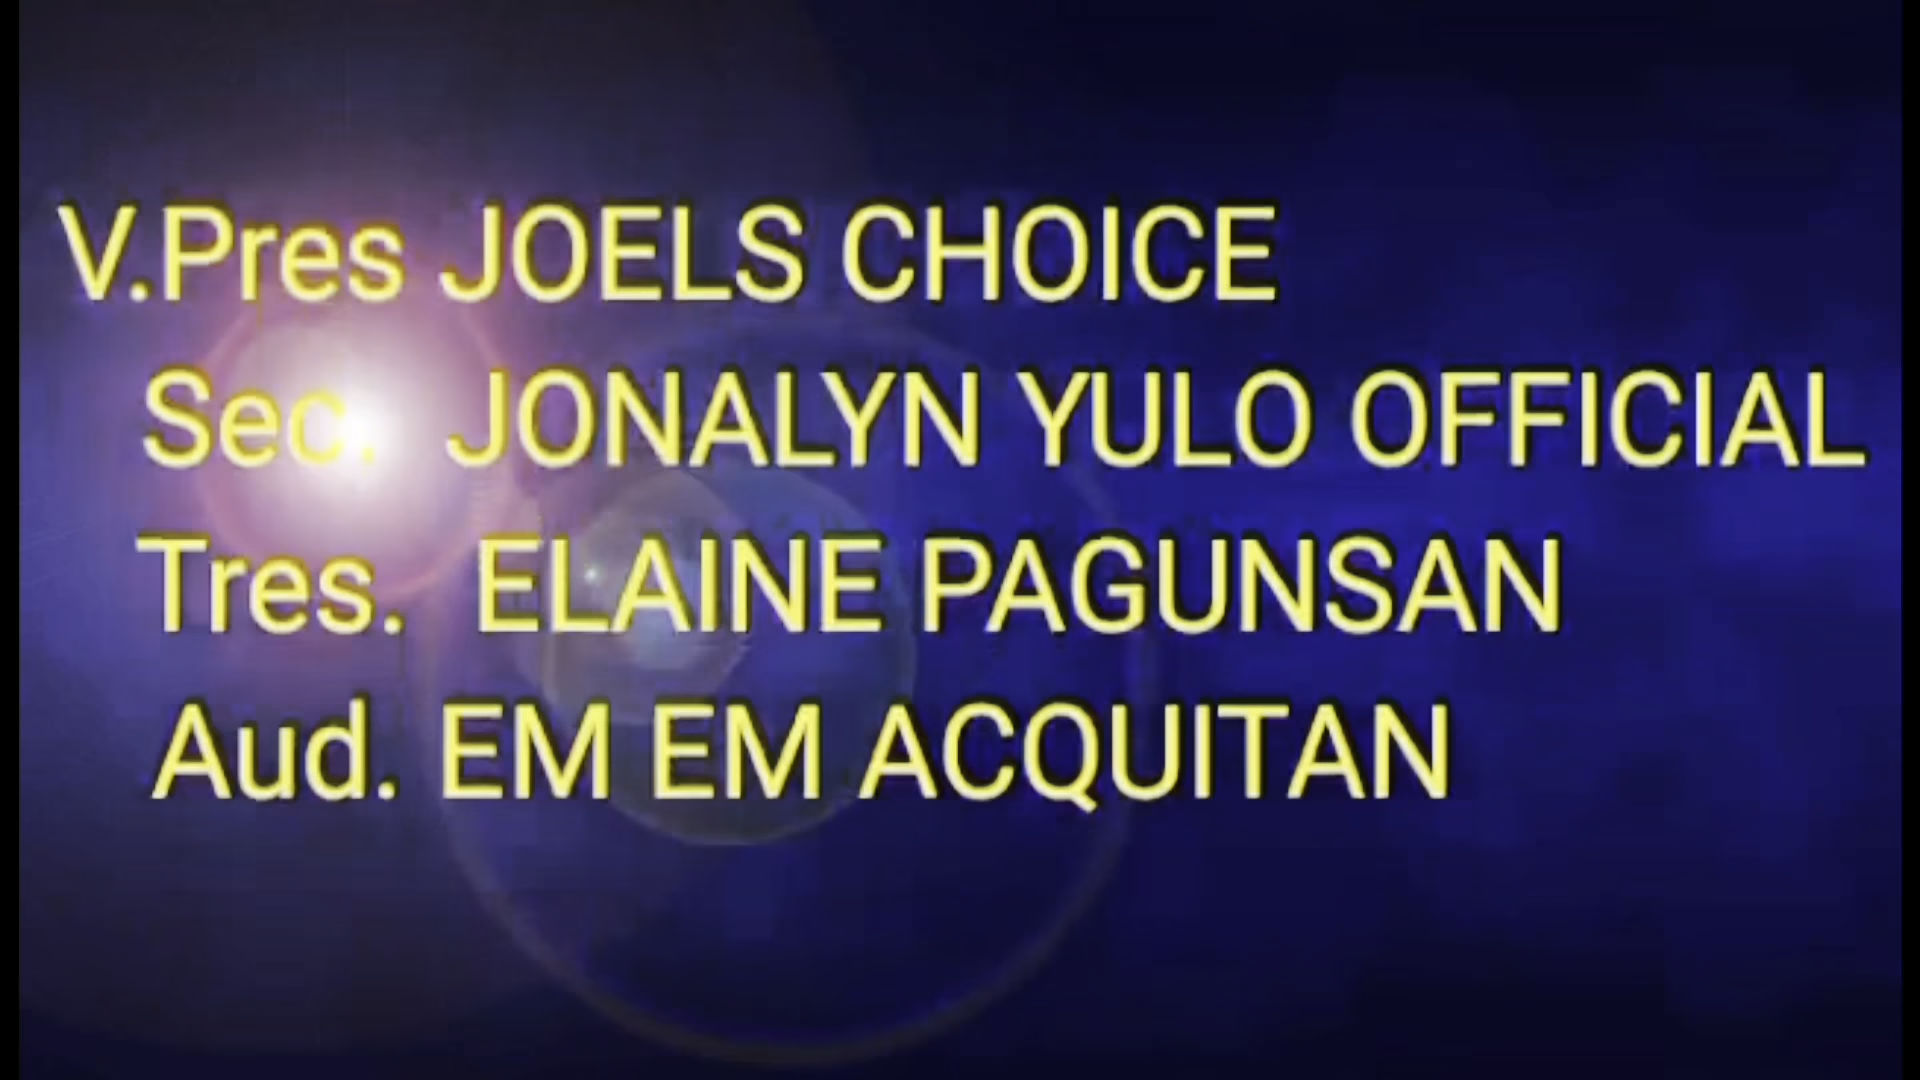 V.Pres JOELS CHOICE
Sec. JONALYN YULO OFFICIAL
Tres. ELAINE PAGUNSAN
Aud. EM EM ACQUITAN